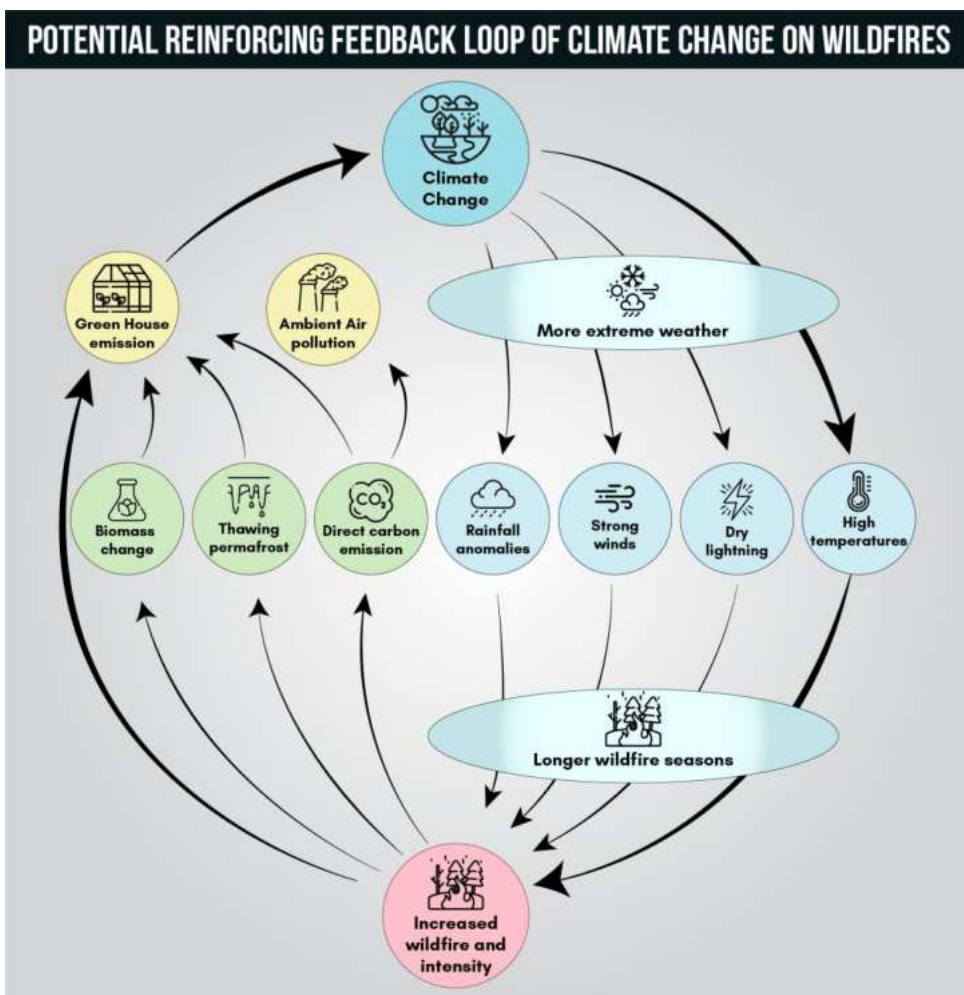 POTENTIAL REINFORCING FEEDBACK LOOP OF CLIMATE CHANGE ON WILDFIRES
Climate
Change
Green House
emission
Ambient Air
pollution
More extreme weather
Biomass
change
Thawing
permafrost
CO2
Direct carbon
emission
Rainfall
anomalies
Strong
winds
Dry
lightning
High
temperatures
Longer wildfire seasons
Increased
wildfire and
intensity